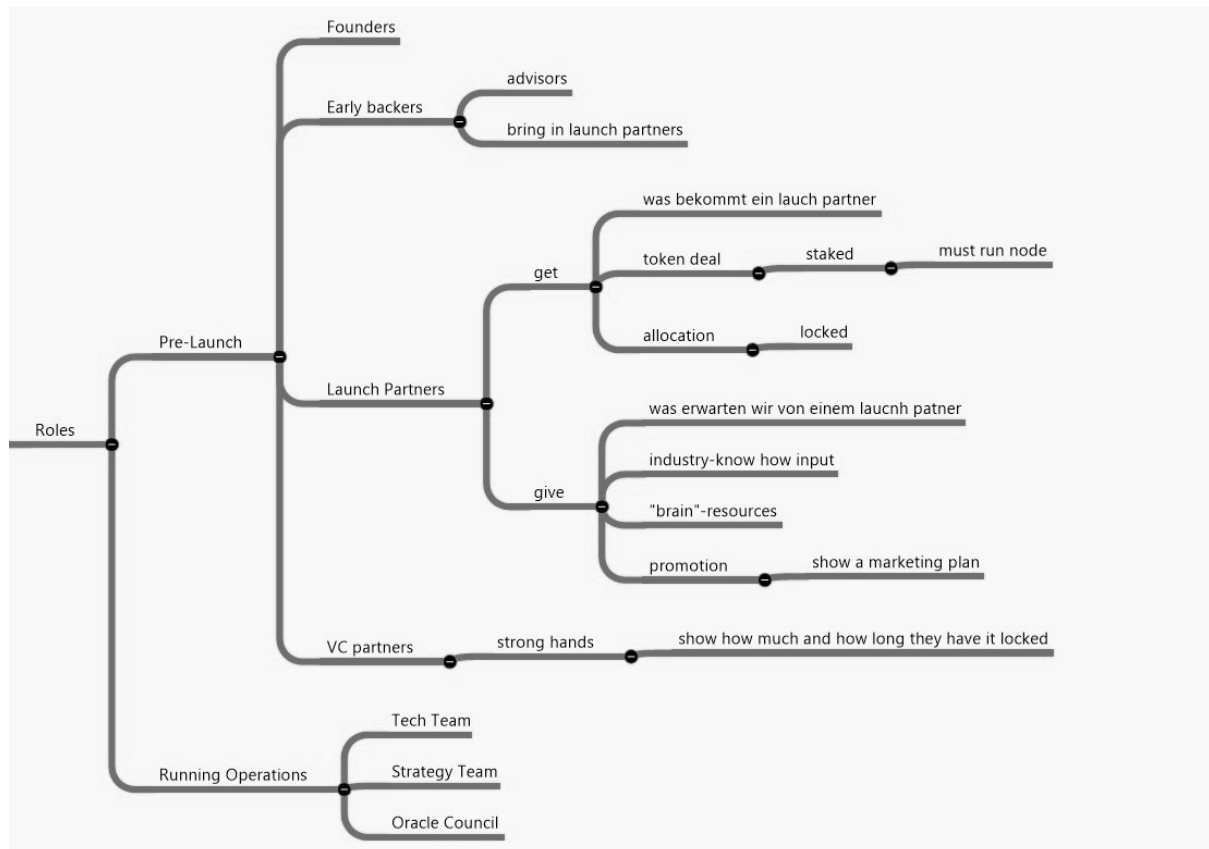 Founders
advisors
Early backers
bring in launch partners
was bekommt ein lauch partner
token deal
staked
must run node
get
allocation
locked
Pre-Launch
Launch Partners
was erwarten wir von einem laucnh patner
Roles
industry-know how input
give
"brain"-resources
promotion
show a marketing plan
VC partners
strong hands
show how much and how long they have it locked
Tech Team
Running Operations
Strategy Team
Oracle Council